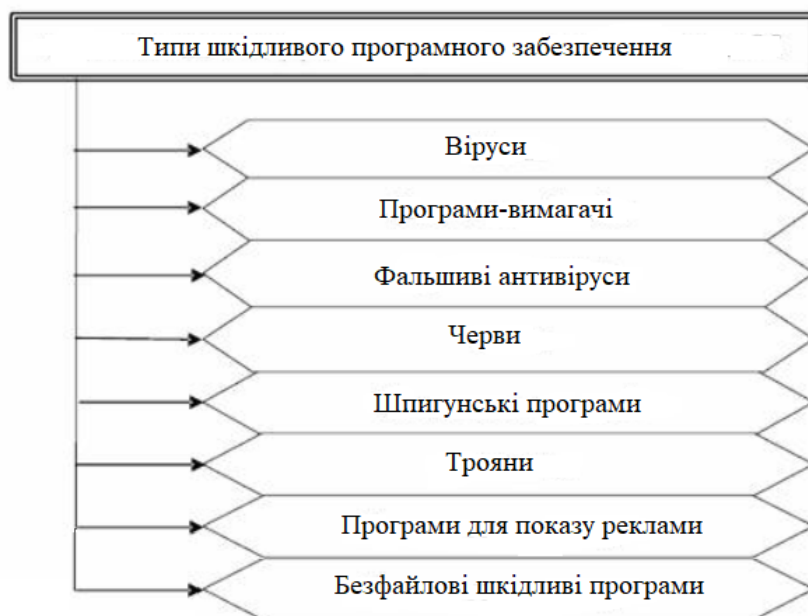 Типи шкідливого програмного забезпечення
Віруси
Програми-вимагачі
Фальшиві антивіруси
Черви
Шпигунські програми
Трояни
Програми для показу реклами
Безфайлові шкідливі програми